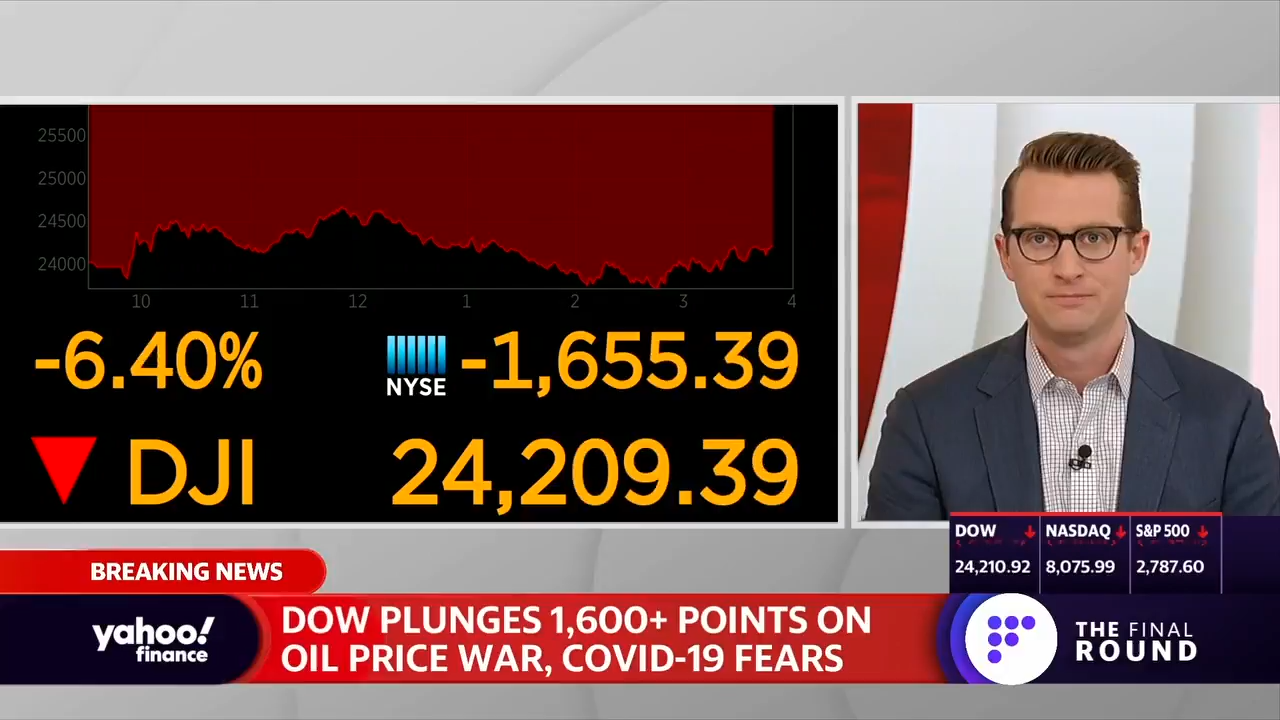 25500
25000
24500
24000
10 11 12 1 2 3 4
-6.40% NYSE -1,655.39
DJI 24,209.39
DOW NASDAQ S&P 500
24,210.92 8,075.99 2,787.60
BREAKING NEWS
yahoo!
finance
DOW PLUNGES 1,600+ POINTS ON
OIL PRICE WAR, COVID-19 FEARS
THE FINAL
ROUND